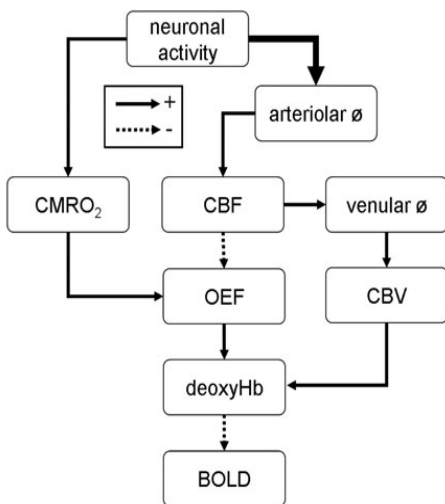 neuronal
activity
+
-
arteriolar ø
CMRO₂
CBF
venular ø
OEF
CBV
deoxyHb
BOLD